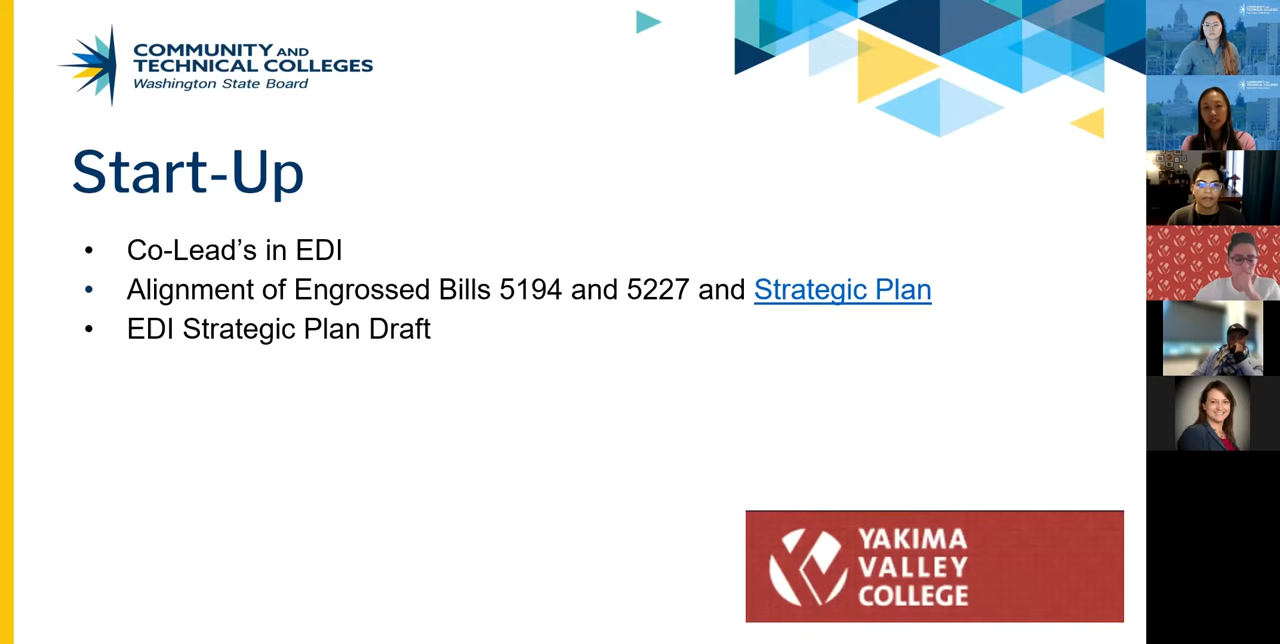 COMMUNITY AND
TECHNICAL COLLEGES
Washington State Board
Start-Up
• Co-Lead’s in EDI
• Alignment of Engrossed Bills 5194 and 5227 and Strategic Plan
• EDI Strategic Plan Draft
YAKIMA
VALLEY
COLLEGE